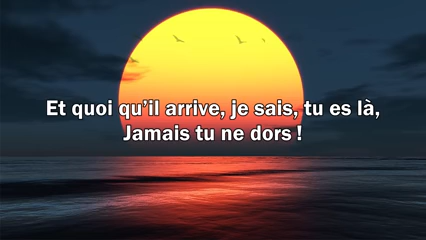 Et quoi qu’il arrive, je sais, tu es là,
Jamais tu ne dors !